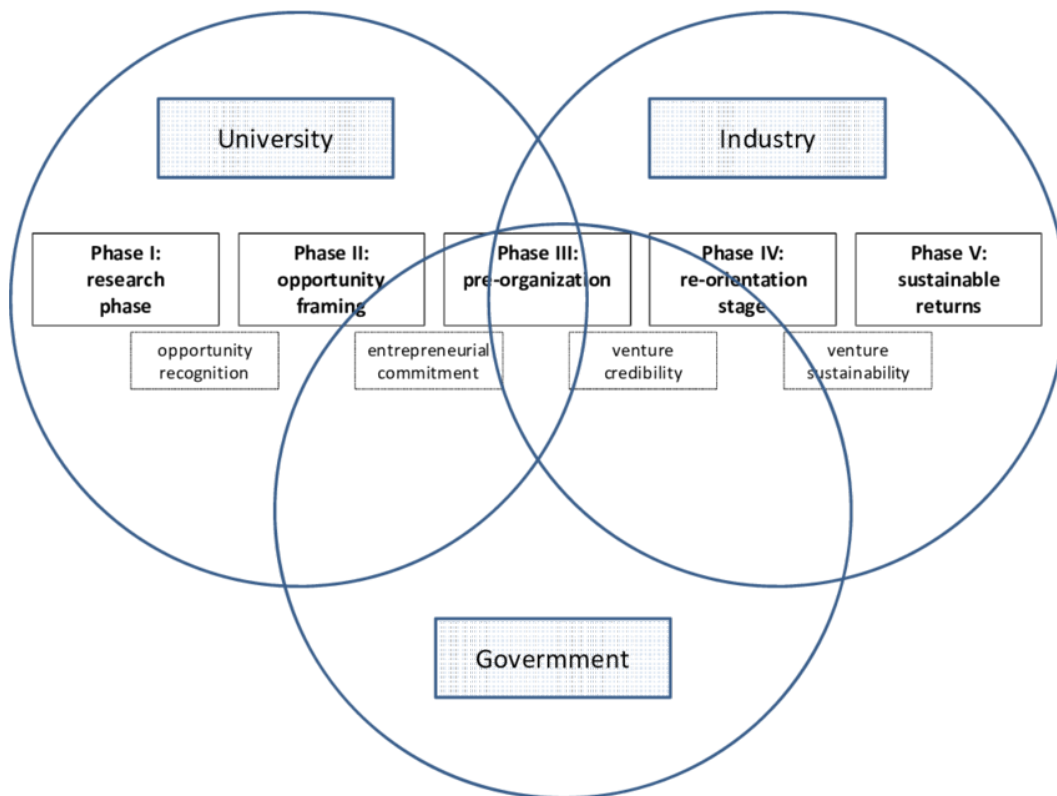 University
Industry
Phase I:
research
phase
Phase II:
opportunity
framing
Phase III:
pre-organization
Phase IV:
re-orientation
stage
Phase V:
sustainable
returns
opportunity
recognition
entrepreneurial
commitment
venture
credibility
venture
sustainability
Govermment